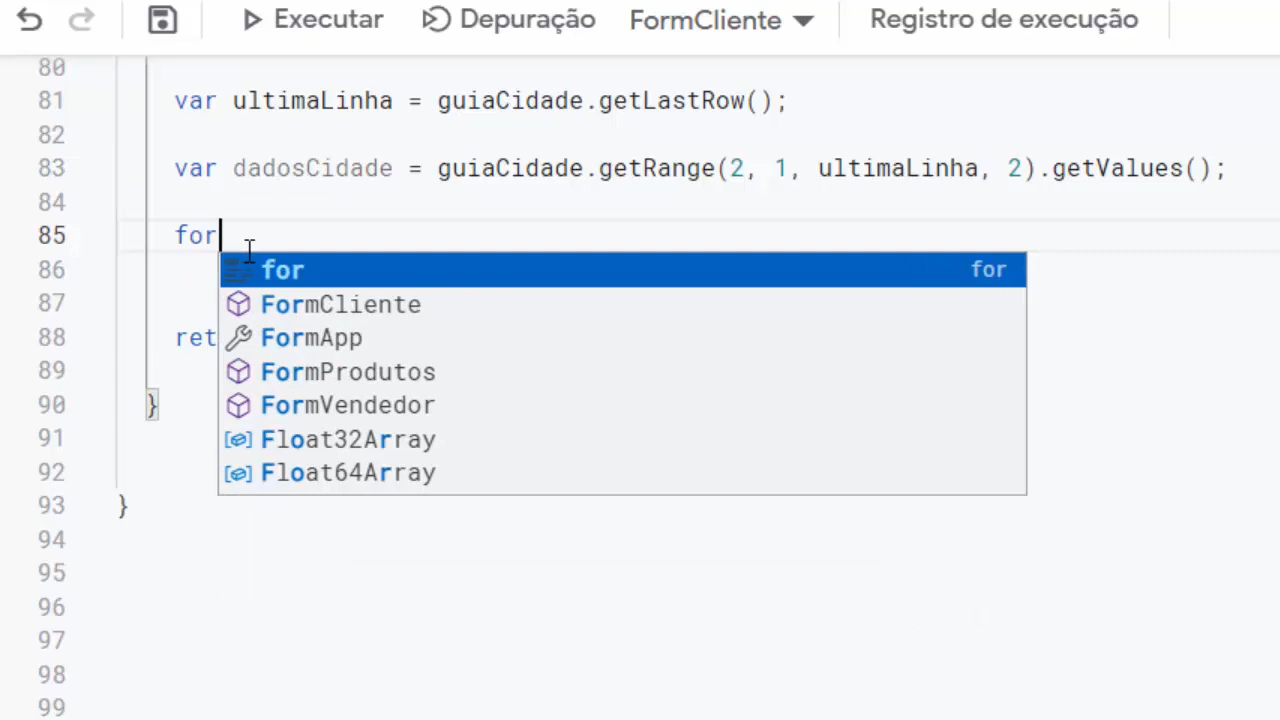 Executar Depuração FormCliente Registro de execução
80
81 var ultimaLinha = guiaCidade.getLastRow();
82
83 var dadosCidade = guiaCidade.getRange(2, 1, ultimaLinha, 2).getValues();
84
85 for
86 for for
87 FormCliente
88 ret FormApp
89 FormProdutos
90 } FormVendedor
91 Float32Array
92 Float64Array
93 }
94
95
96
97
98
99